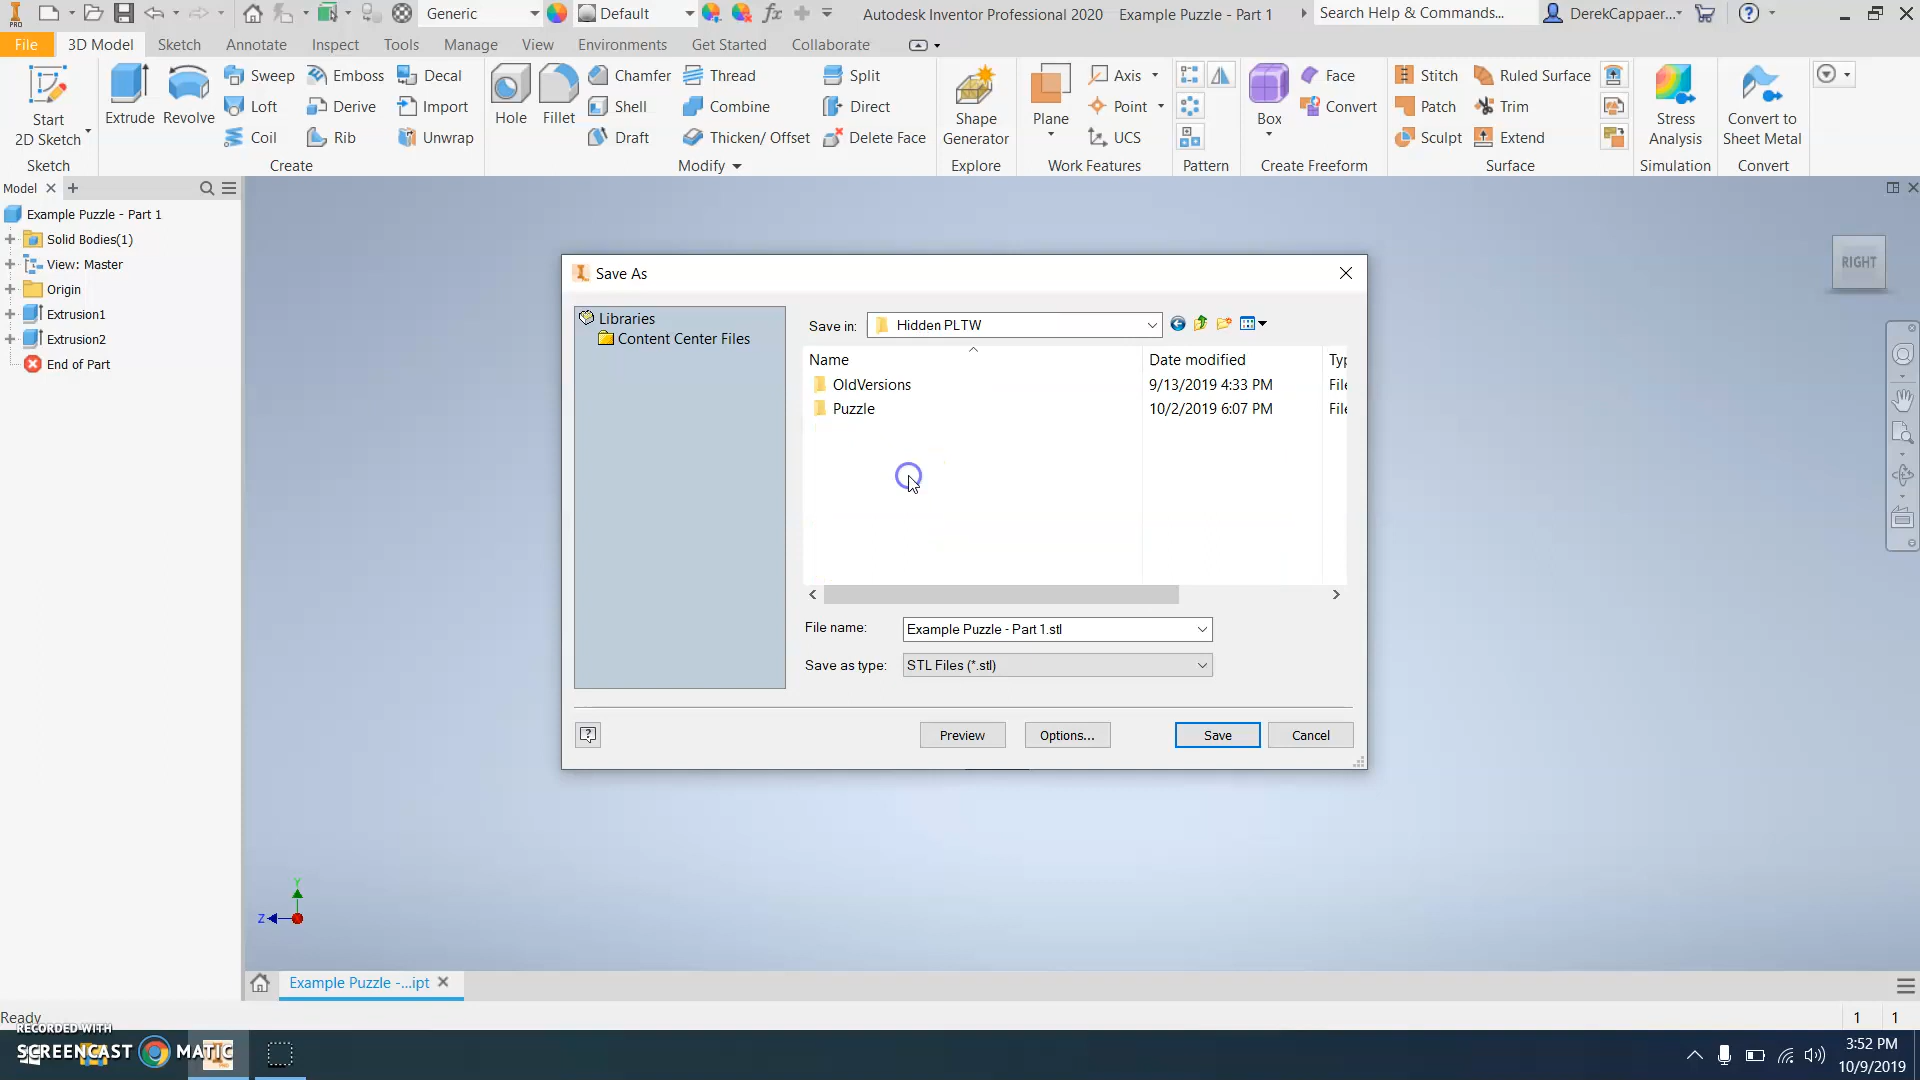 PRO
Generic
Default
fx
Autodesk Inventor Professional 2020 Example Puzzle - Part 1
Search Help & Commands...
DerekCappaer...
File
3D Model
Sketch
Annotate
Inspect
Tools
Manage
View
Environments
Get Started
Collaborate
Start
2D Sketch
Sketch
Extrude
Revolve
Sweep
Loft
Coil
Emboss
Derive
Rib
Decal
Import
Unwrap
Create
Hole
Fillet
Chamfer
Shell
Draft
Thread
Combine
Thicken/ Offset
Split
Direct
Delete Face
Modify
Shape
Generator
Explore
Plane
Axis
Point
UCS
Work Features
Pattern
Box
Face
Convert
Create Freeform
Stitch
Patch
Sculpt
Ruled Surface
Trim
Extend
Surface
Stress
Analysis
Simulation
Convert to
Sheet Metal
Convert
Model
Example Puzzle - Part 1
Solid Bodies(1)
View: Master
Origin
Extrusion1
Extrusion2
End of Part
RIGHT
Save As
Libraries
Content Center Files
Save in:
Hidden PLTW
Name
Date modified
Typ
OldVersions
9/13/2019 4:33 PM
File
Puzzle
10/2/2019 6:07 PM
File
File name:
Example Puzzle - Part 1.stl
Save as type:
STL Files (*.stl)
Preview
Options...
Save
Cancel
Y
Z
Example Puzzle -...ipt
Ready
1
1
RECORDED WITH
SCREENCAST MATIC
3:52 PM
10/9/2019